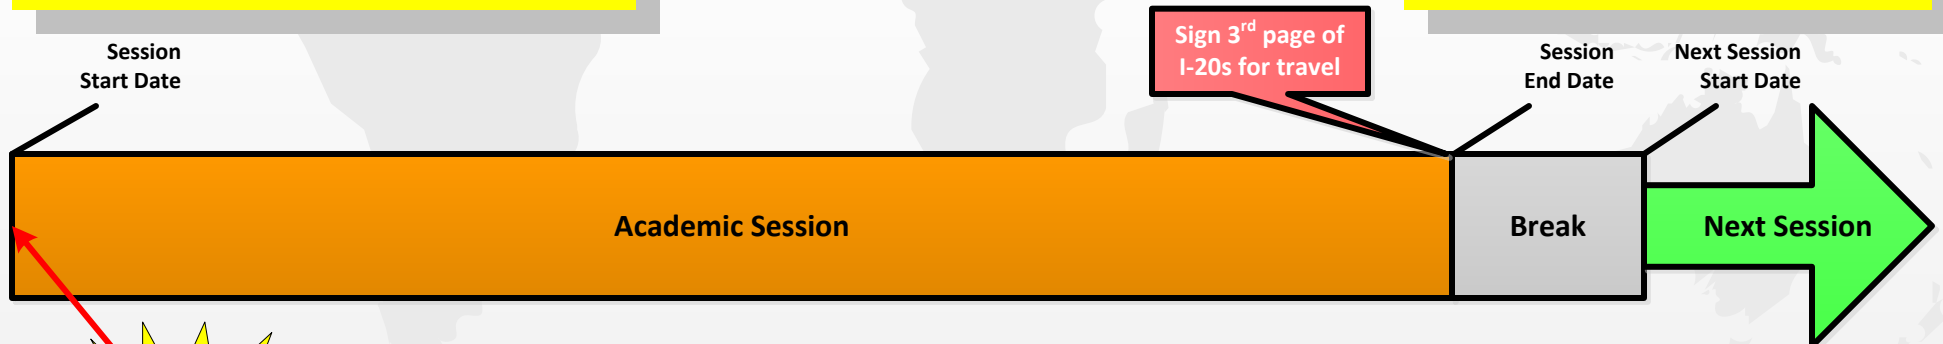 Sign 3rd page of
I-20s for travel
Session
Start Date
Session
End Date
Next Session
Start Date
Academic Session
Break
Next Session